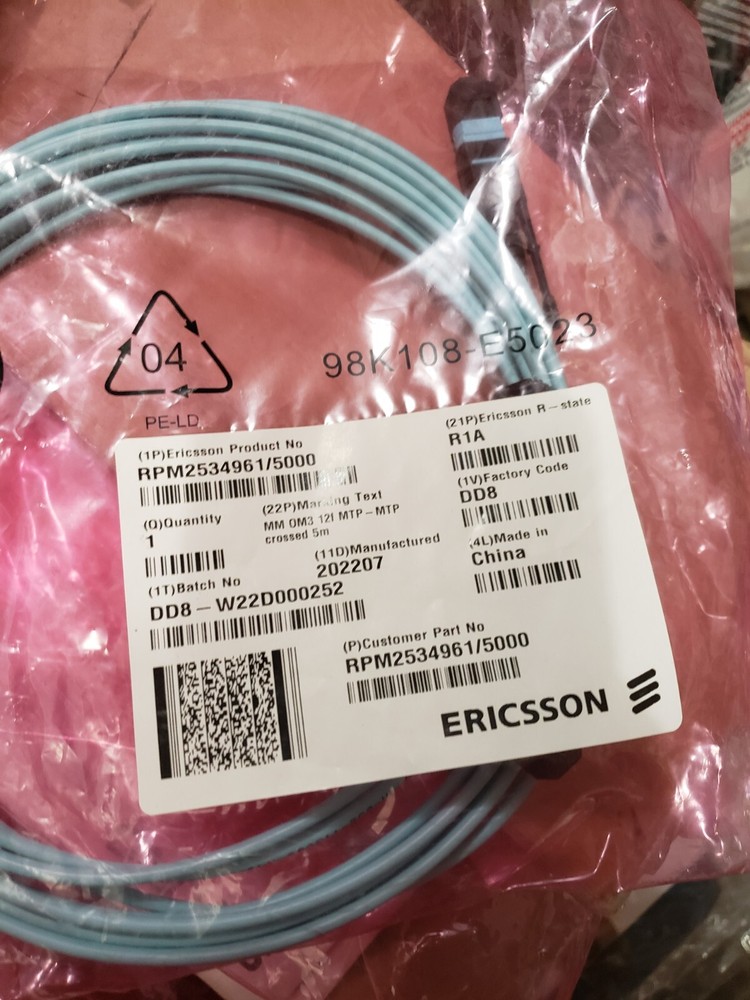 04
PE-LD
98K108-E5023
(1P)Ericsson Product No
RPM2534961/5000
(21P)Ericsson R-state
R1A
(Q)Quantity
1
(22P)Marking Text
MM OM3 12f MTP-MTP
crossed 5m
(1V)Factory Code
DD8
(11D)Manufactured
202207
(4L)Made in
China
(1T)Batch No
DD8-W22D000252
(P)Customer Part No
RPM2534961/5000
ERICSSON